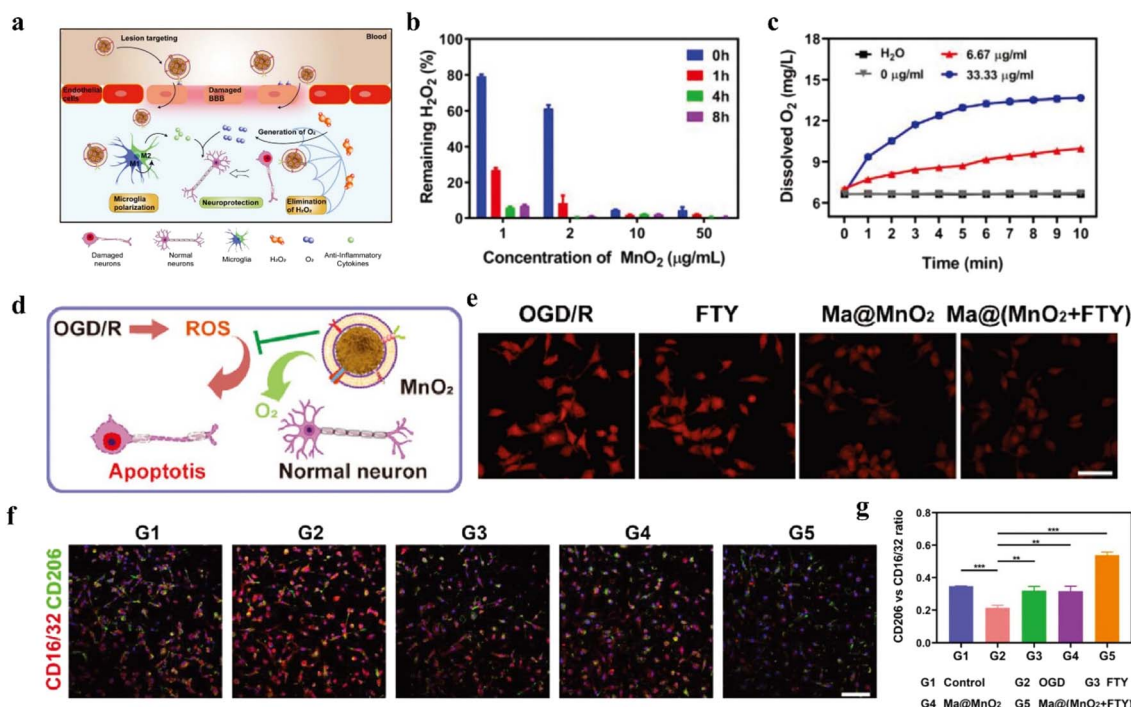 a
Blood
Lesion targeting
Endothelial
cells
Damaged
BBB
Generation of O₂
M1
M2
Microglia
polarization
Neuroprotection
Elimination
of H₂O₂
Damaged
neurons
Normal
neurons
Microglia
H₂O₂
O₂
Anti-Inflammatory
Cytokines
b
Remaining H₂O₂ (%)
100
80
60
40
20
0
0h
1h
4h
8h
1 2 10 50
Concentration of MnO₂ (μg/mL)
c
Dissolved O₂ (mg/L)
18
15
12
9
6
H₂O
0 μg/ml
6.67 μg/ml
33.33 μg/ml
0 1 2 3 4 5 6 7 8 9 10
Time (min)
d
OGD/R
ROS
MnO₂
O₂
Apoptotis
Normal neuron
e
OGD/R FTY Ma@MnO₂ Ma@(MnO₂+FTY)
f
G1 G2 G3 G4 G5
CD16/32 CD206
g
CD206 vs CD16/32 ratio
0.8
0.6
0.4
0.2
0.0
***
**
**
***
G1 G2 G3 G4 G5
G1 Control G2 OGD G3 FTY
G4 Ma@MnO₂ G5 Ma@(MnO₂+FTY)